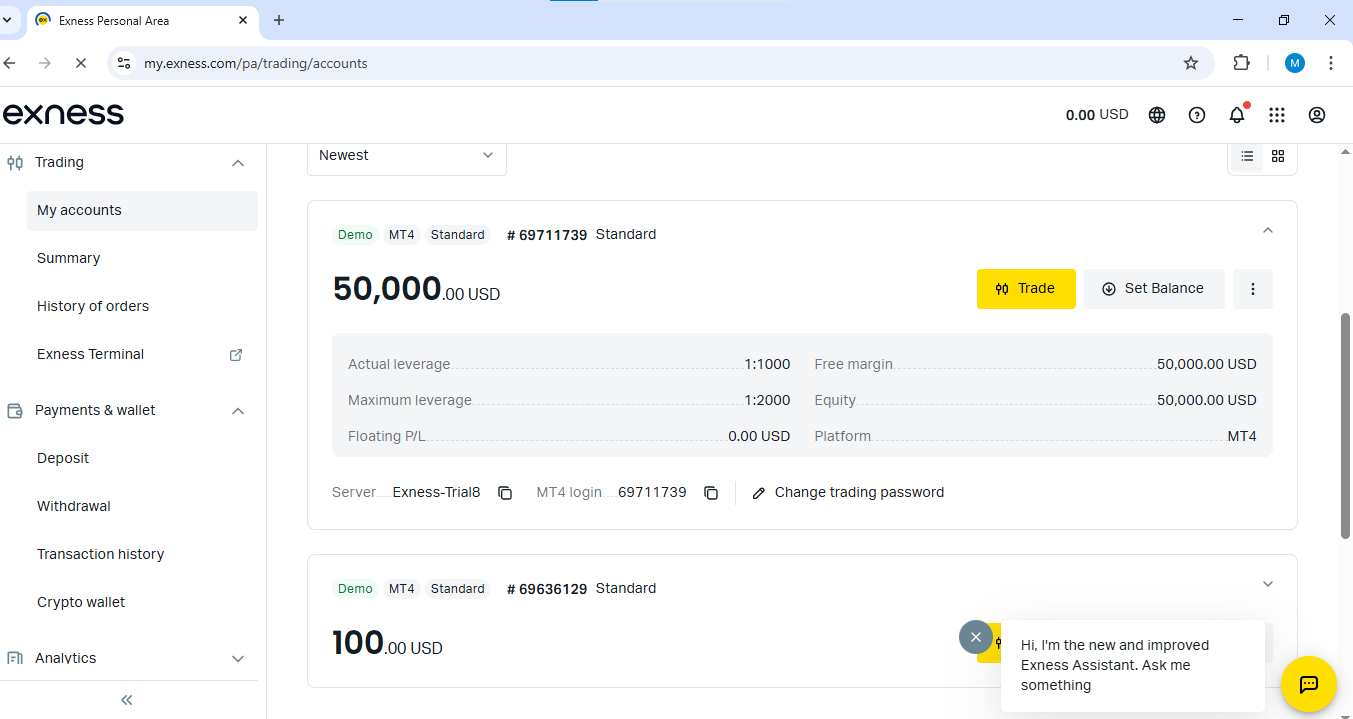 Exness Personal Area
my.exness.com/pa/trading/accounts
M
exness
0.00 USD
Trading
My accounts
Summary
History of orders
Exness Terminal
Payments & wallet
Deposit
Withdrawal
Transaction history
Crypto wallet
Analytics
Newest
Demo MT4 Standard # 69711739 Standard
50,000.00 USD
Trade
Set Balance
Actual leverage 1:1000 Free margin 50,000.00 USD
Maximum leverage 1:2000 Equity 50,000.00 USD
Floating P/L 0.00 USD Platform MT4
Server Exness-Trial8 MT4 login 69711739 Change trading password
Demo MT4 Standard # 69636129 Standard
100.00 USD
Hi, I'm the new and improved
Exness Assistant. Ask me
something